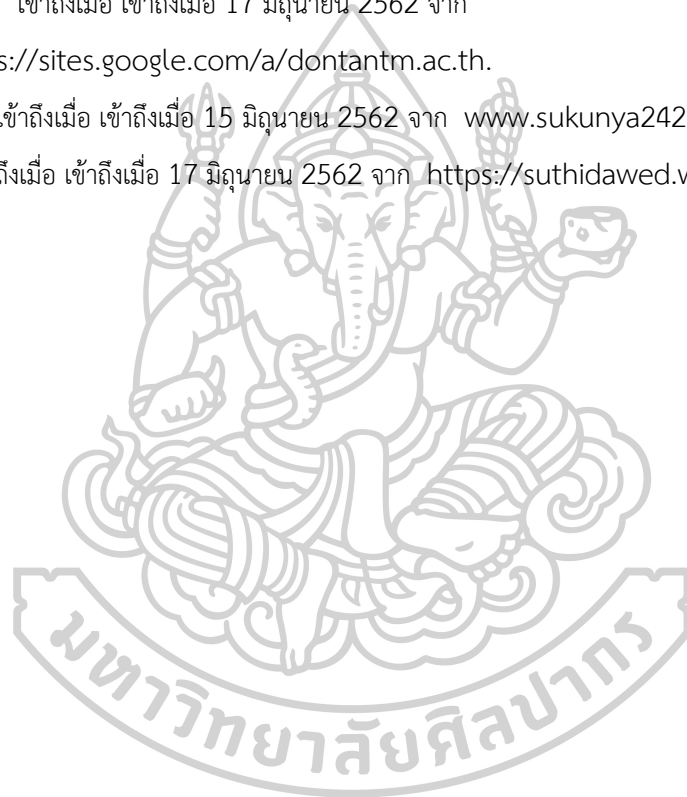 เข้าถึงเมื่อ เข้าถึงเมื่อ 17 มิถุนายน 2562 จาก
s://sites.google.com/a/dontantm.ac.th.
เข้าถึงเมื่อ เข้าถึงเมื่อ 15 มิถุนายน 2562 จาก www.sukunya242
ถึงเมื่อ เข้าถึงเมื่อ 17 มิถุนายน 2562 จาก https://suthidawed.w
มหาวิทยาลัยศิลปากร